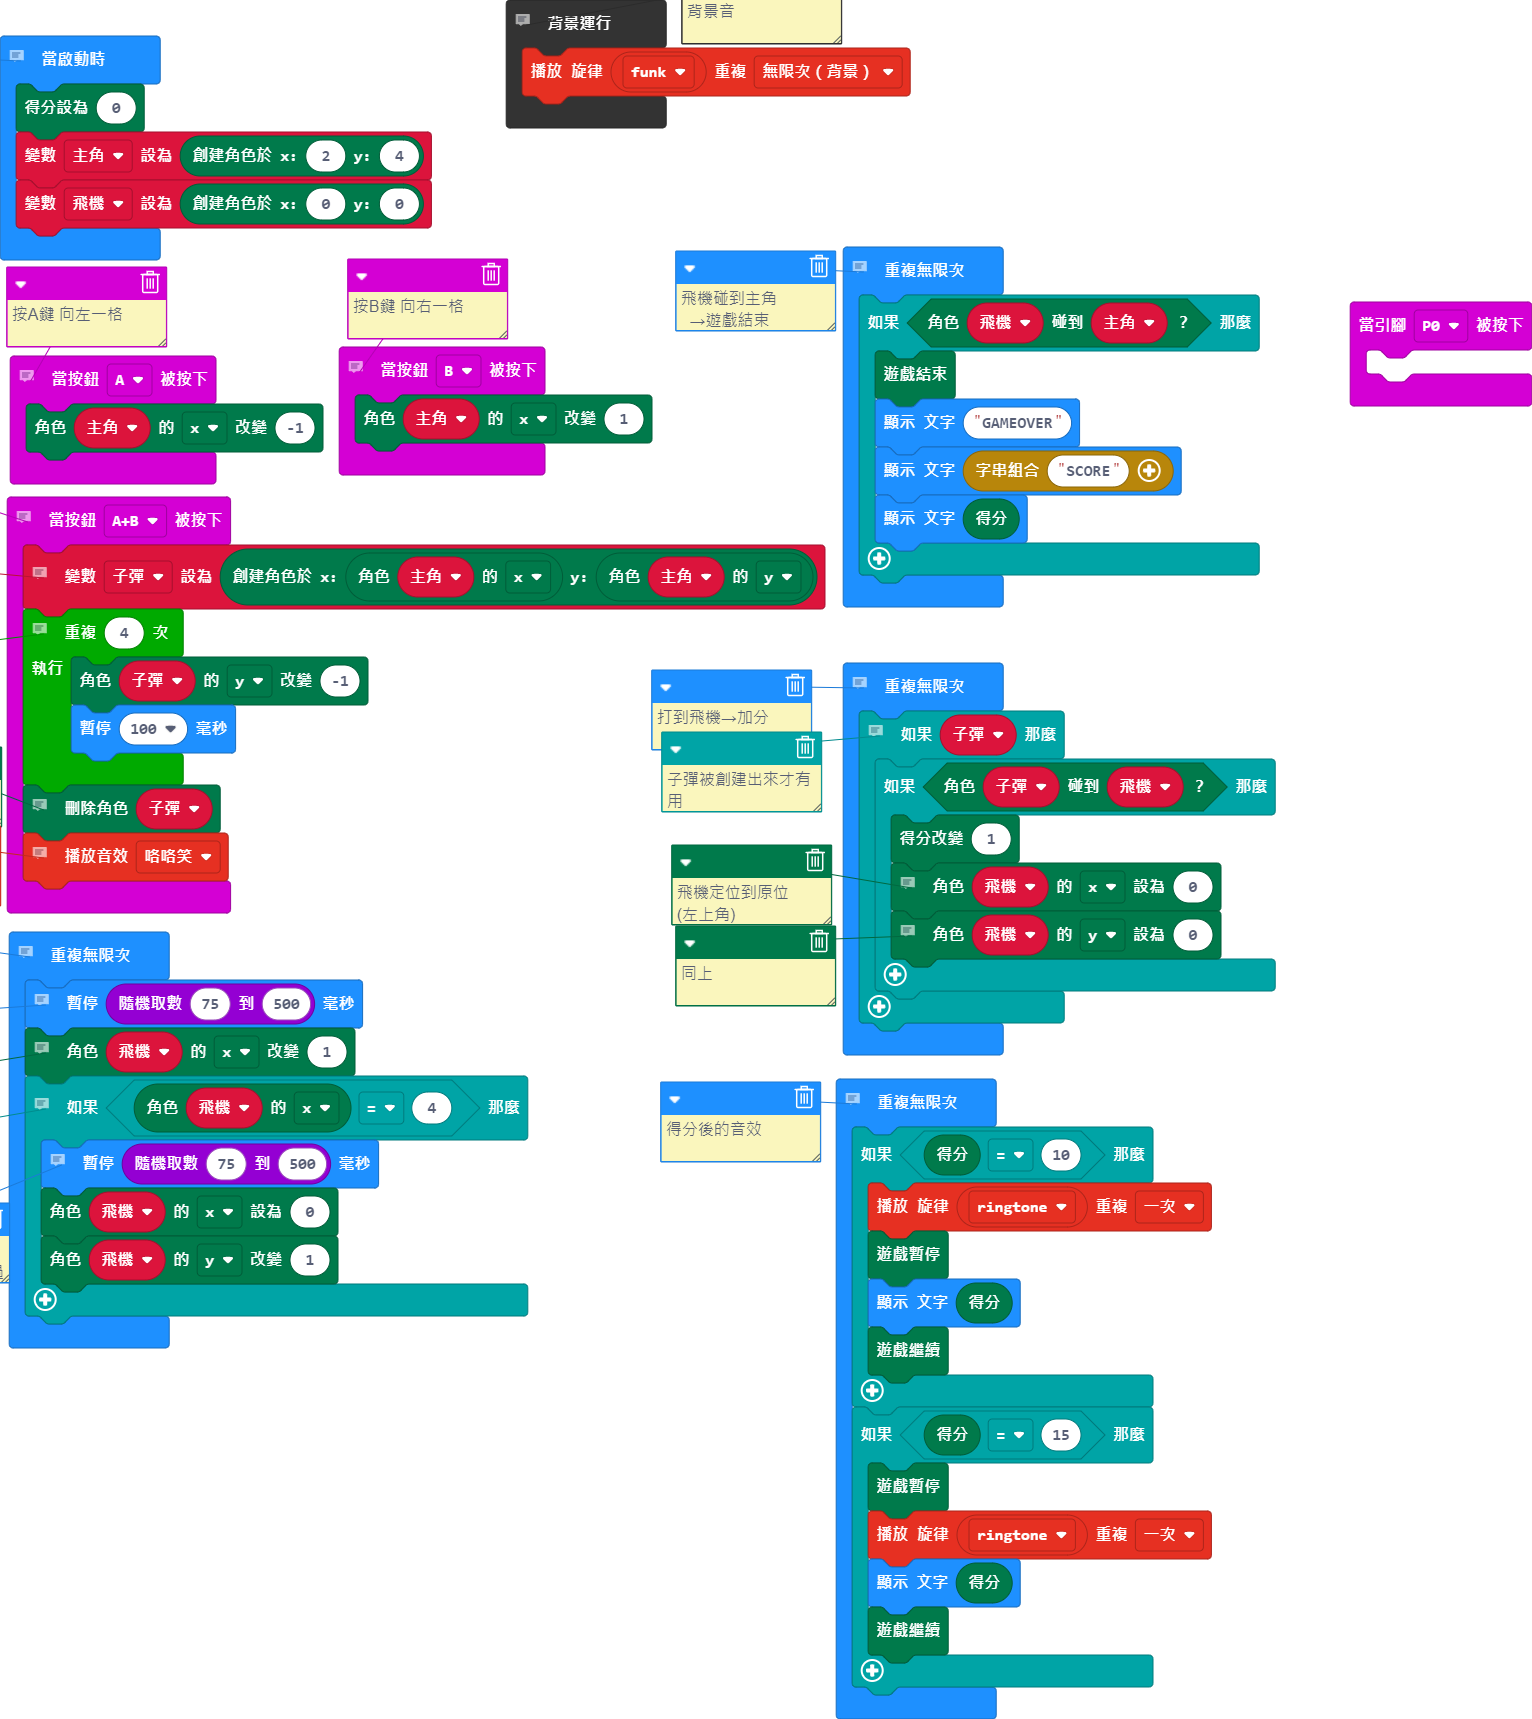 背景音
背景運行
播放 旋律 funk 重複 無限次(背景)
當啟動時
得分設為 0
變數 主角 設為 創建角色於 x: 2 y: 4
變數 飛機 設為 創建角色於 x: 0 y: 0
按A鍵 向左一格
當按鈕 A 被按下
角色 主角 的 x 改變 -1
按B鍵 向右一格
當按鈕 B 被按下
角色 主角 的 x 改變 1
當按鈕 A+B 被按下
變數 子彈 設為 創建角色於 x: 角色 主角 的 x y: 角色 主角 的 y
重複 4 次
執行
角色 子彈 的 y 改變 -1
暫停 100 毫秒
刪除角色 子彈
播放音效 咯咯笑
重複無限次
暫停 隨機取數 75 到 500 毫秒
角色 飛機 的 x 改變 1
如果 角色 飛機 的 x = 4 那麼
暫停 隨機取數 75 到 500 毫秒
角色 飛機 的 x 設為 0
角色 飛機 的 y 改變 1
飛機碰到主角
→遊戲結束
重複無限次
如果 角色 飛機 碰到 主角 ? 那麼
遊戲結束
顯示 文字 "GAMEOVER"
顯示 文字 字串組合 "SCORE"
顯示 文字 得分
當引腳 P0 被按下
打到飛機→加分
重複無限次
子彈被創建出來才有
用
如果 子彈 那麼
如果 角色 子彈 碰到 飛機 ? 那麼
得分改變 1
飛機定位到原位
(左上角)
角色 飛機 的 x 設為 0
同上
角色 飛機 的 y 設為 0
得分後的音效
重複無限次
如果 得分 = 10 那麼
播放 旋律 ringtone 重複 一次
遊戲暫停
顯示 文字 得分
遊戲繼續
如果 得分 = 15 那麼
遊戲暫停
播放 旋律 ringtone 重複 一次
顯示 文字 得分
遊戲繼續